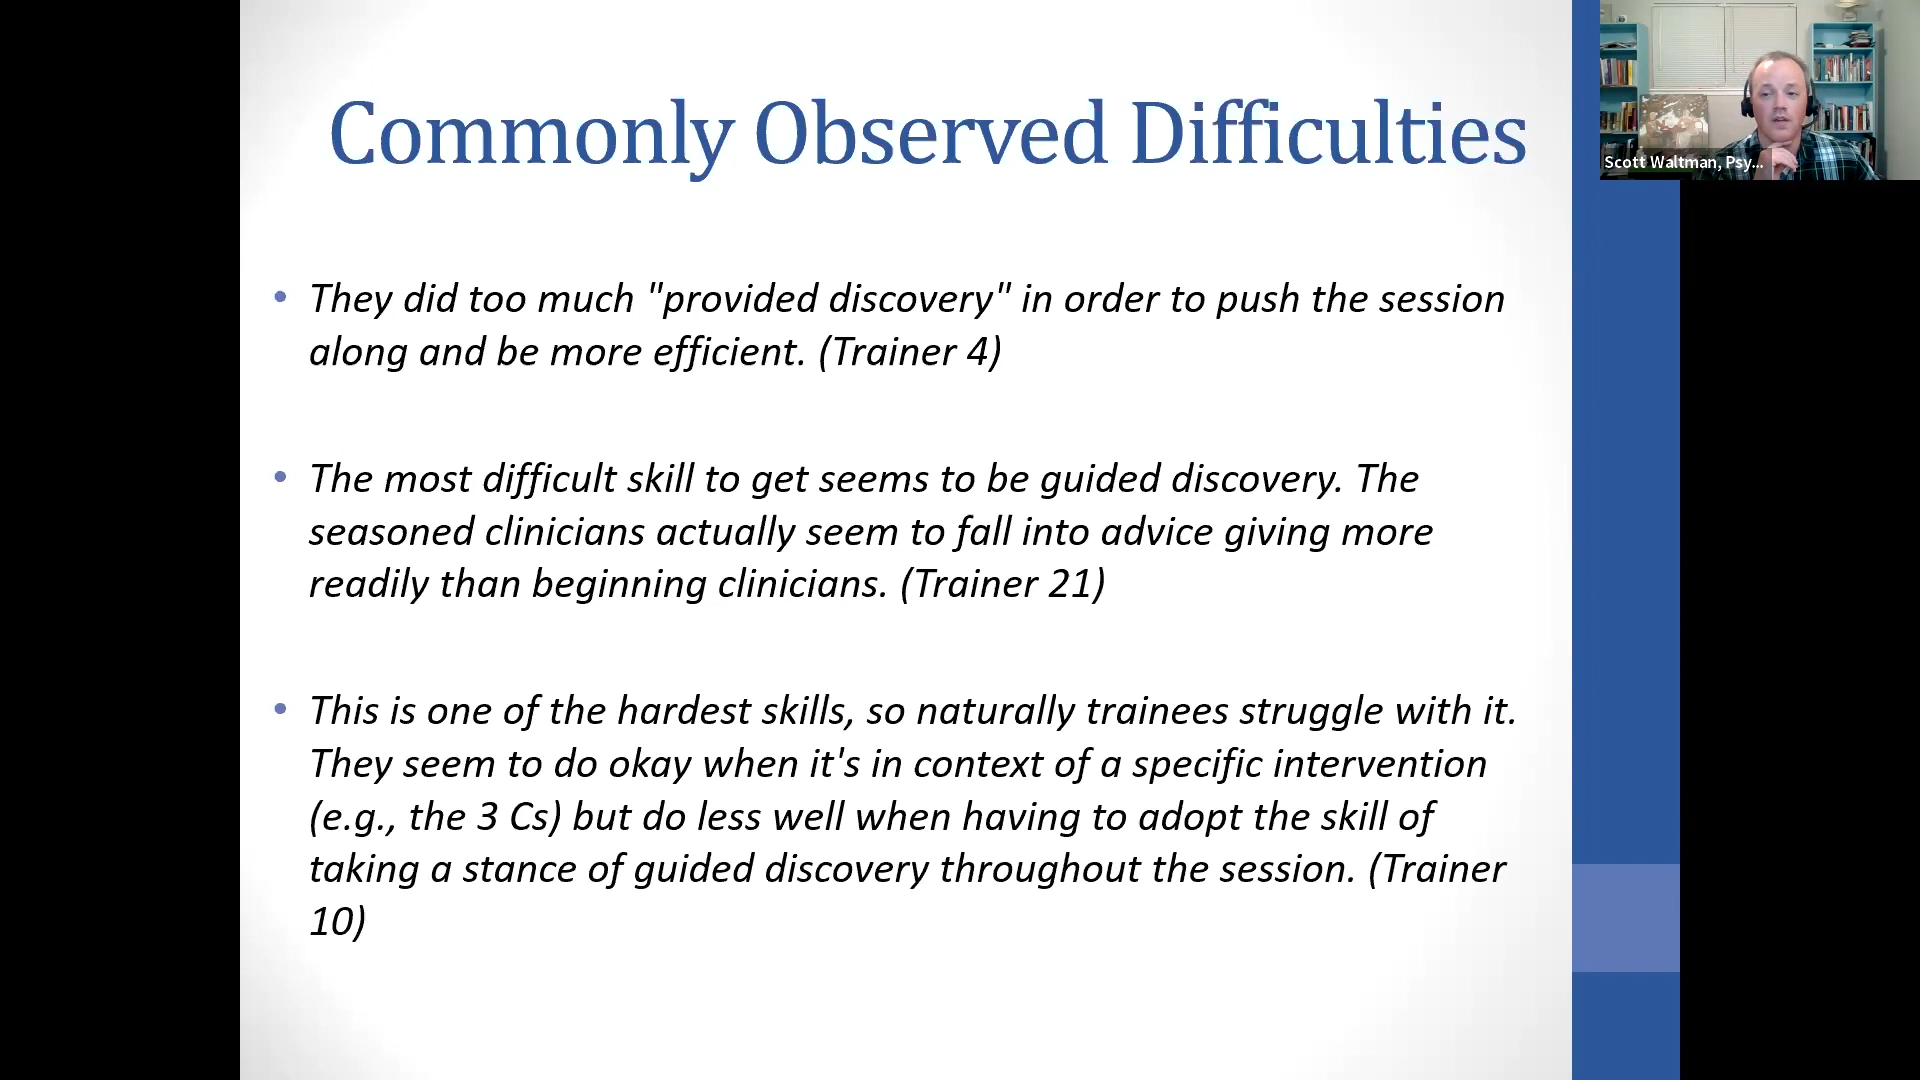 Commonly Observed Difficulties
Scott Waltman, Psy...
• They did too much "provided discovery" in order to push the session
along and be more efficient. (Trainer 4)
• The most difficult skill to get seems to be guided discovery. The
seasoned clinicians actually seem to fall into advice giving more
readily than beginning clinicians. (Trainer 21)
• This is one of the hardest skills, so naturally trainees struggle with it.
They seem to do okay when it's in context of a specific intervention
(e.g., the 3 Cs) but do less well when having to adopt the skill of
taking a stance of guided discovery throughout the session. (Trainer
10)